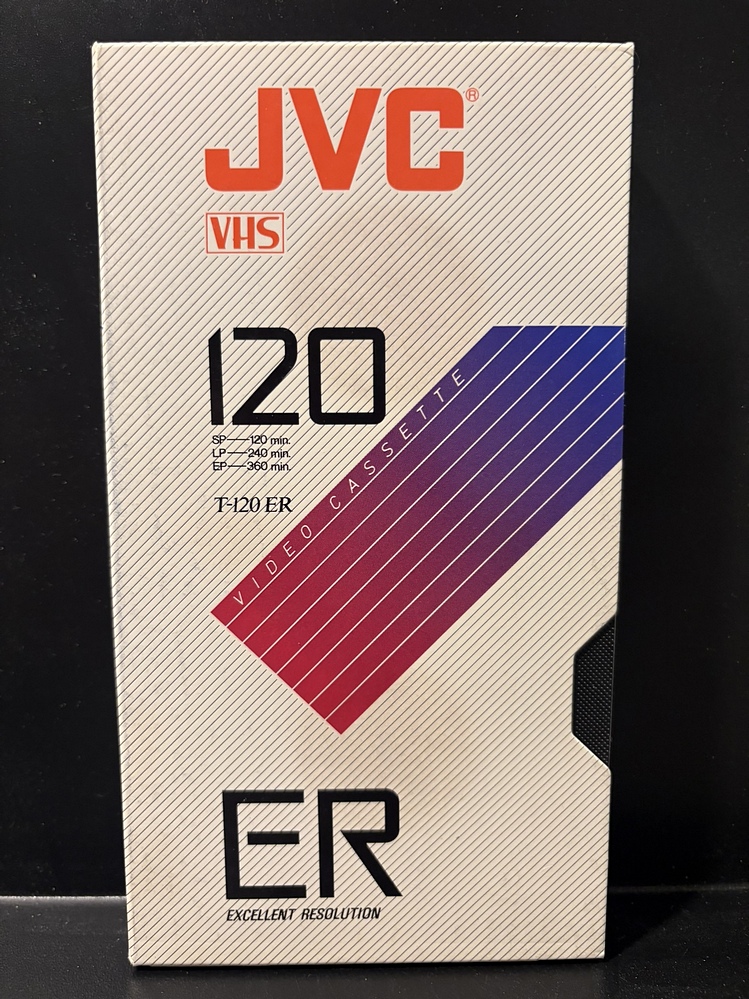 JVC®
VHS
120
SP——120 min.
LP——240 min.
EP——360 min.
T-120 ER
VIDEO CASSETTE
ER
EXCELLENT RESOLUTION